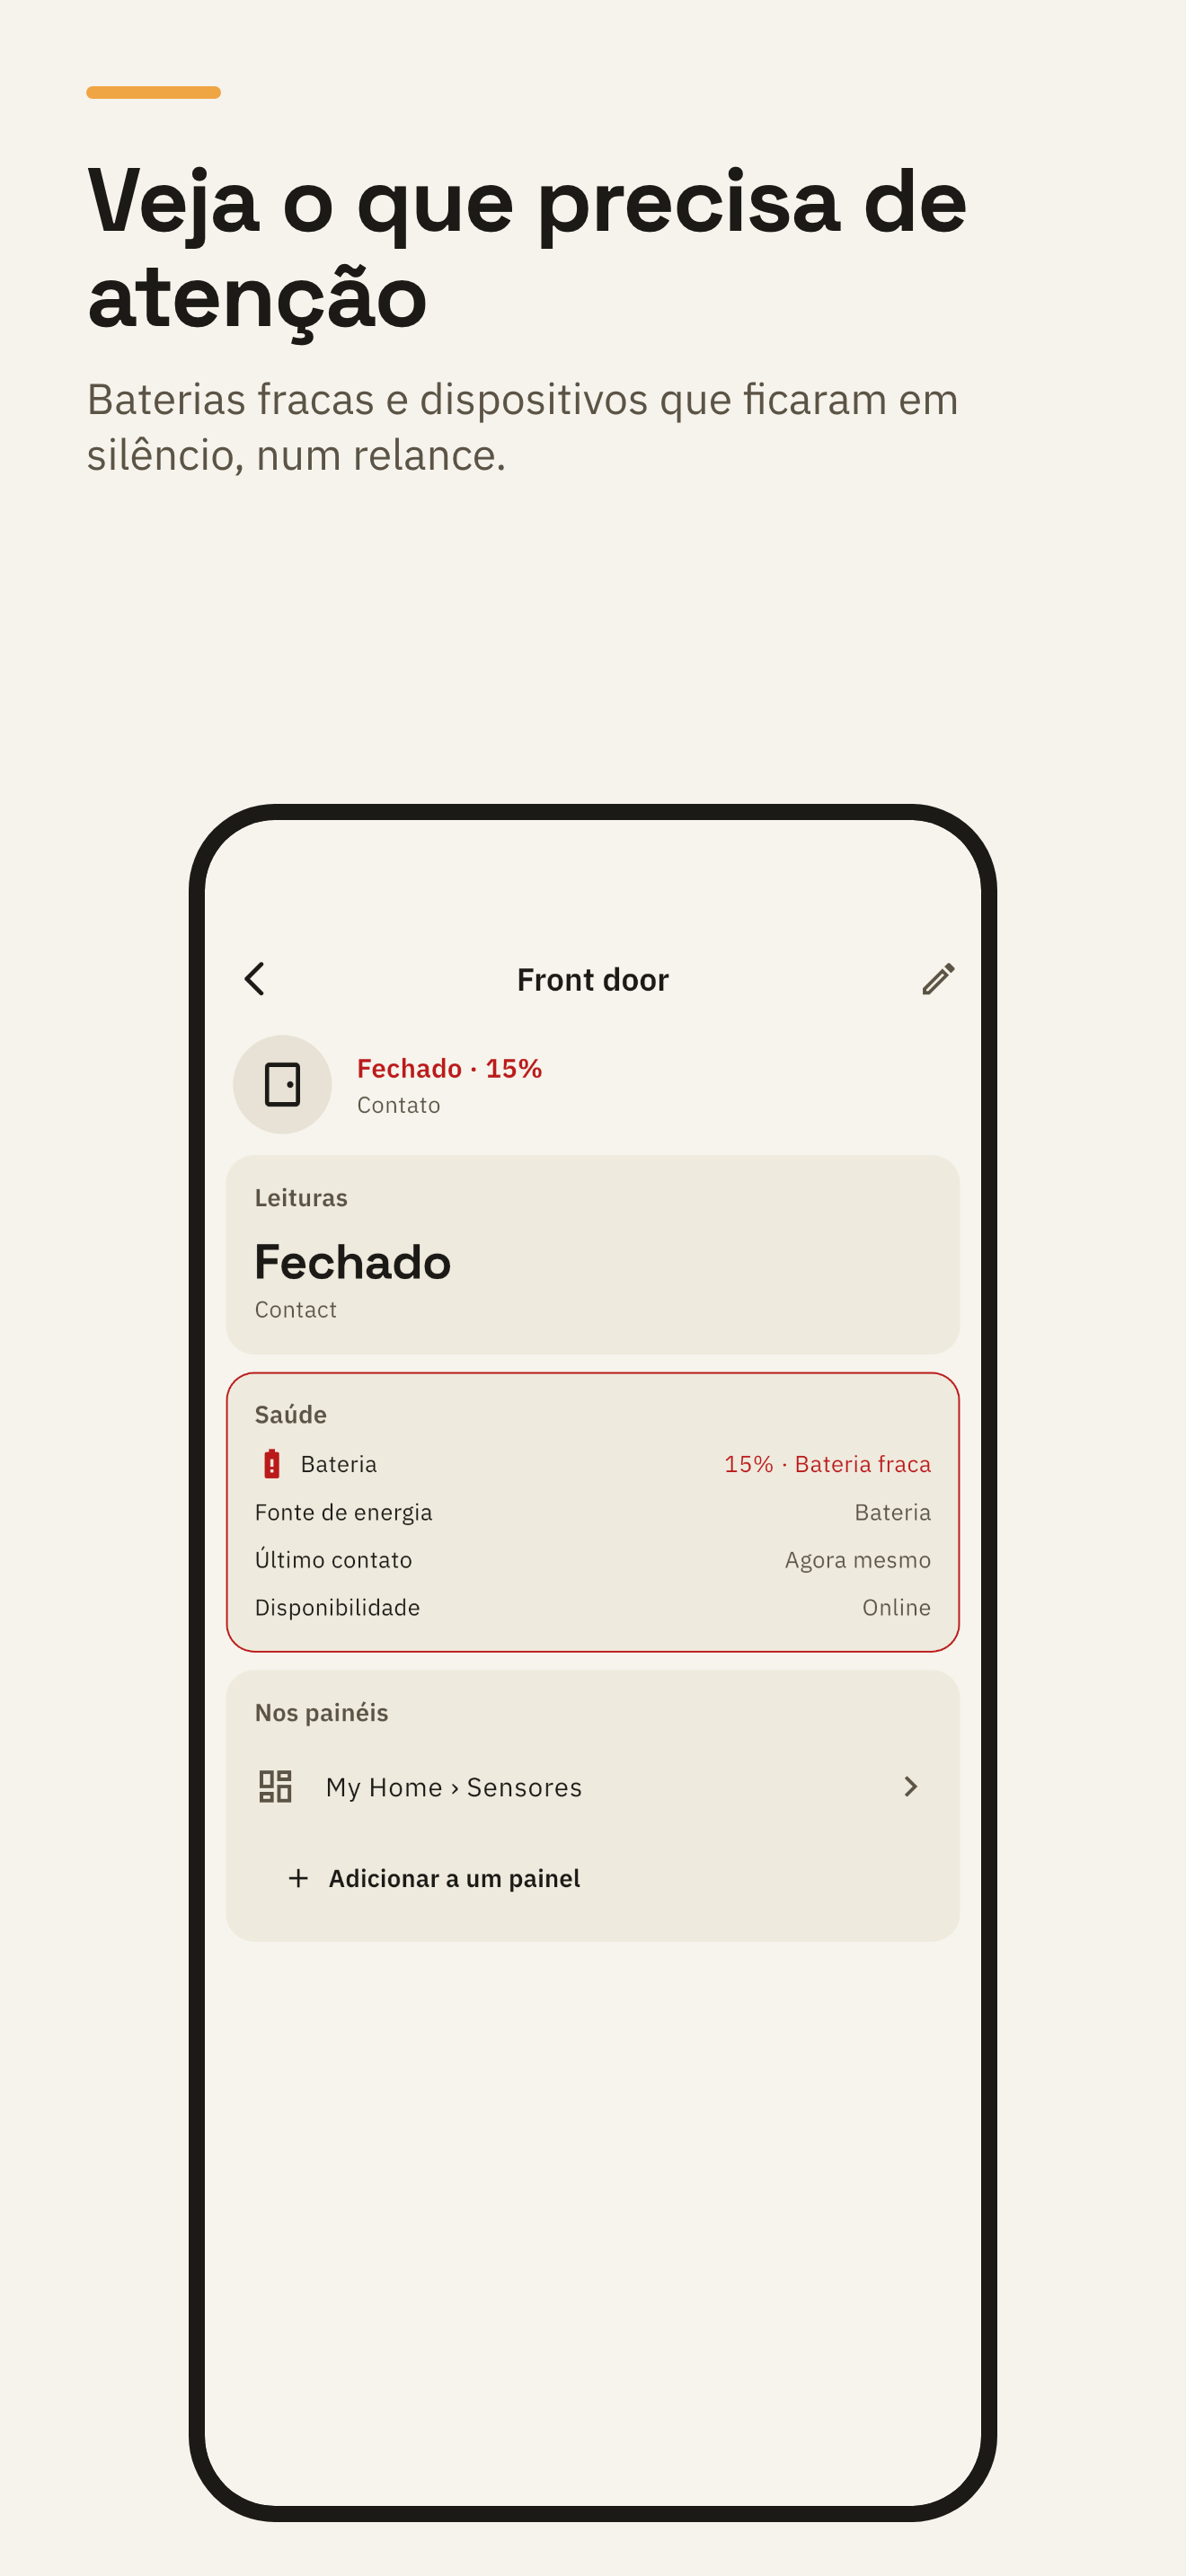 Veja o que precisa de
atenção
Baterias fracas e dispositivos que ficaram em
silêncio, num relance.
Front door
Fechado · 15%
Contato
Leituras
Fechado
Contact
Saúde
Bateria 15% · Bateria fraca
Fonte de energia Bateria
Último contato Agora mesmo
Disponibilidade Online
Nos painéis
My Home › Sensores
+ Adicionar a um painel